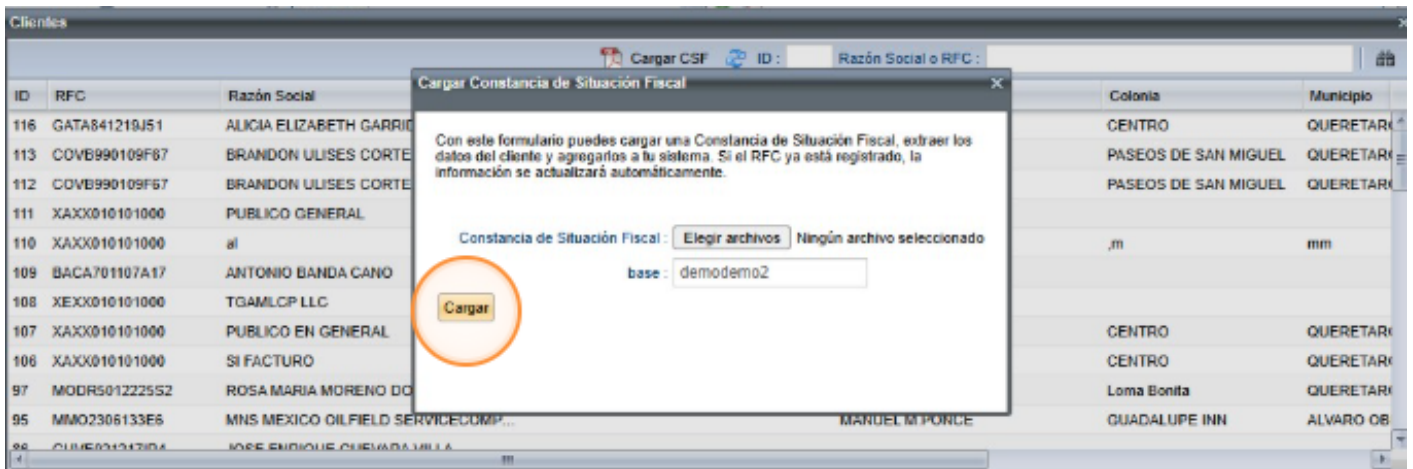 Clientes
Cargar CSF ID : Razón Social o RFC :
Cargar Constancia de Situación Fiscal
ID RFC Razón Social Colonia Municipio
116 GATA841219J51 ALICIA ELIZABETH GARRID CENTRO QUERETAR
113 COVB990109F67 BRANDON ULISES CORTE PASEOS DE SAN MIGUEL QUERETAR
112 COVB990109F67 BRANDON ULISES CORTE PASEOS DE SAN MIGUEL QUERETAR
111 XAXX010101000 PUBLICO GENERAL
110 XAXX010101000 al ,m mm
109 BACA701107A17 ANTONIO BANDA CANO
108 XEXX010101000 TGAMLCP LLC
107 XAXX010101000 PUBLICO EN GENERAL CENTRO QUERETAR
106 XAXX010101000 SI FACTURO CENTRO QUERETAR
97 MODR5012225S2 ROSA MARIA MORENO DO Loma Bonita QUERETAR
95 MMO2306133E6 MNS MEXICO OILFIELD SERVICECOMP... MANUEL M PONCE GUADALUPE INN ALVARO OB
JOSE ENRIQUE GUEVARA VILLA
Con este formulario puedes cargar una Constancia de Situación Fiscal, extraer los
datos del cliente y agregarlos a tu sistema. Si el RFC ya está registrado, la
información se actualizará automáticamente.
Constancia de Situación Fiscal : Elegir archivos Ningún archivo seleccionado
base : demodemo2
Cargar